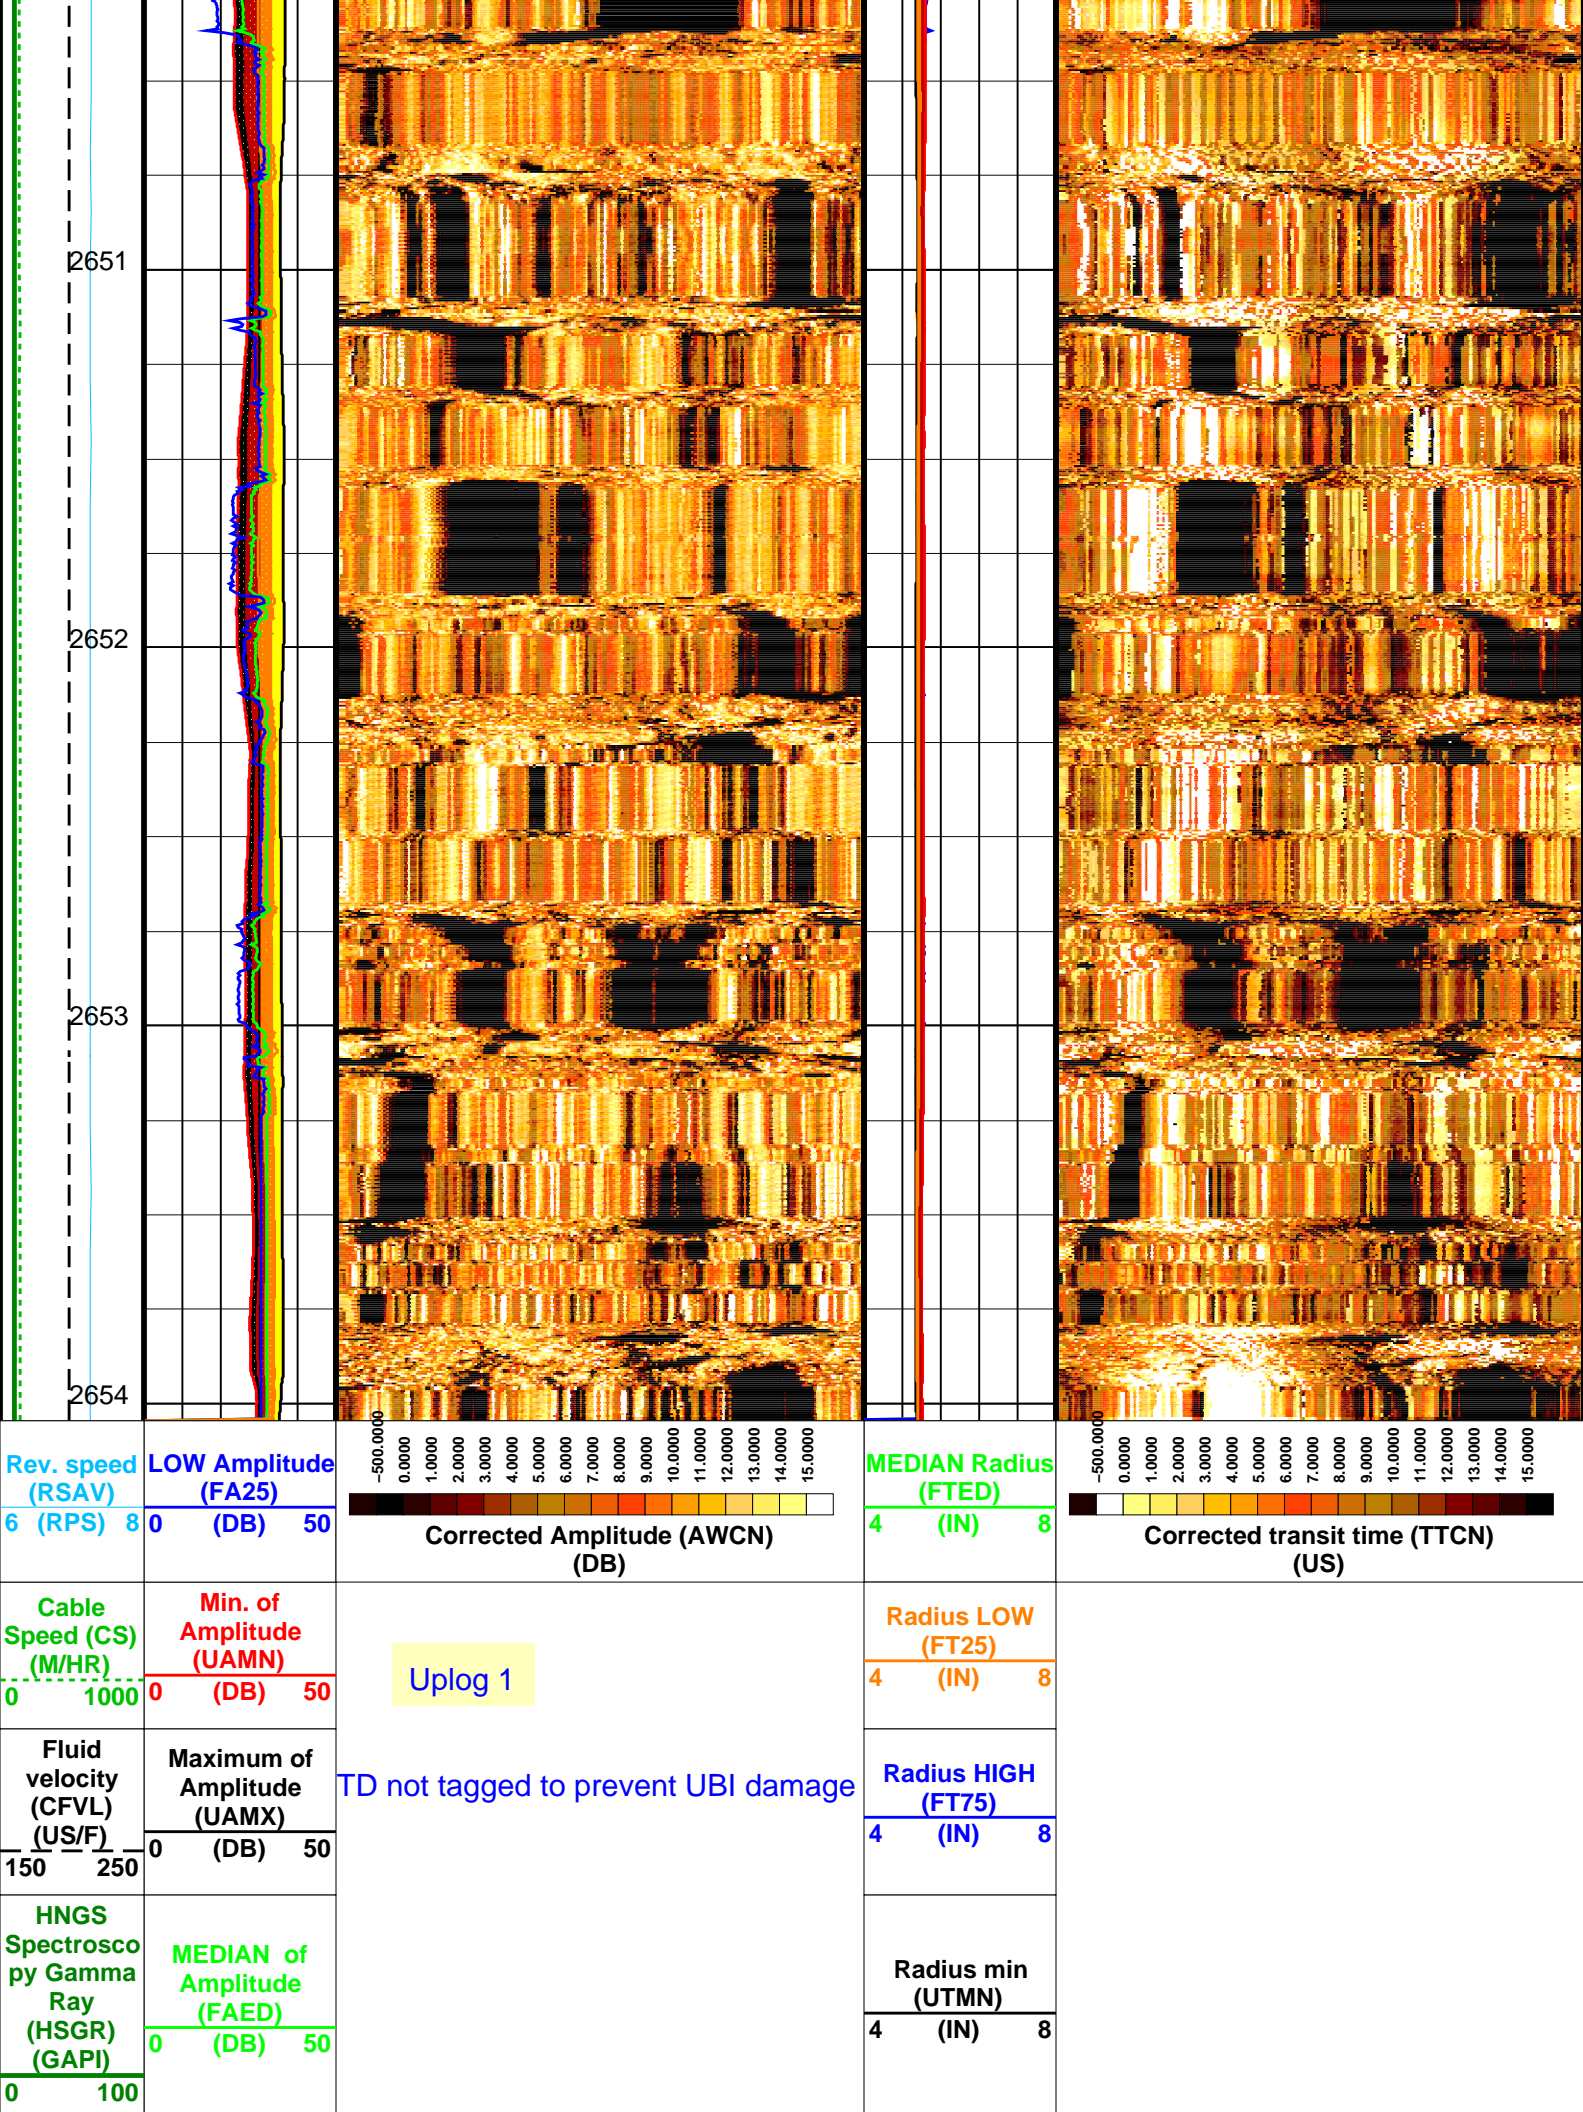 2651
2652
2653
2654
Rev. speed
(RSAV)
6 (RPS) 8
LOW Amplitude
(FA25)
0 (DB) 50
−500.0000
0.0000
1.0000
2.0000
3.0000
4.0000
5.0000
6.0000
7.0000
8.0000
9.0000
10.0000
11.0000
12.0000
13.0000
14.0000
15.0000
Corrected Amplitude (AWCN)
(DB)
MEDIAN Radius
(FTED)
4 (IN) 8
−500.0000
0.0000
1.0000
2.0000
3.0000
4.0000
5.0000
6.0000
7.0000
8.0000
9.0000
10.0000
11.0000
12.0000
13.0000
14.0000
15.0000
Corrected transit time (TTCN)
(US)
Cable
Speed (CS)
(M/HR)
0 1000
Min. of
Amplitude
(UAMN)
0 (DB) 50
Uplog 1
Radius LOW
(FT25)
4 (IN) 8
Fluid
velocity
(CFVL)
(US/F)
150 250
Maximum of
Amplitude
(UAMX)
0 (DB) 50
TD not tagged to prevent UBI damage
Radius HIGH
(FT75)
4 (IN) 8
HNGS
Spectrosco
py Gamma
Ray
(HSGR)
(GAPI)
0 100
MEDIAN of
Amplitude
(FAED)
0 (DB) 50
Radius min
(UTMN)
4 (IN) 8